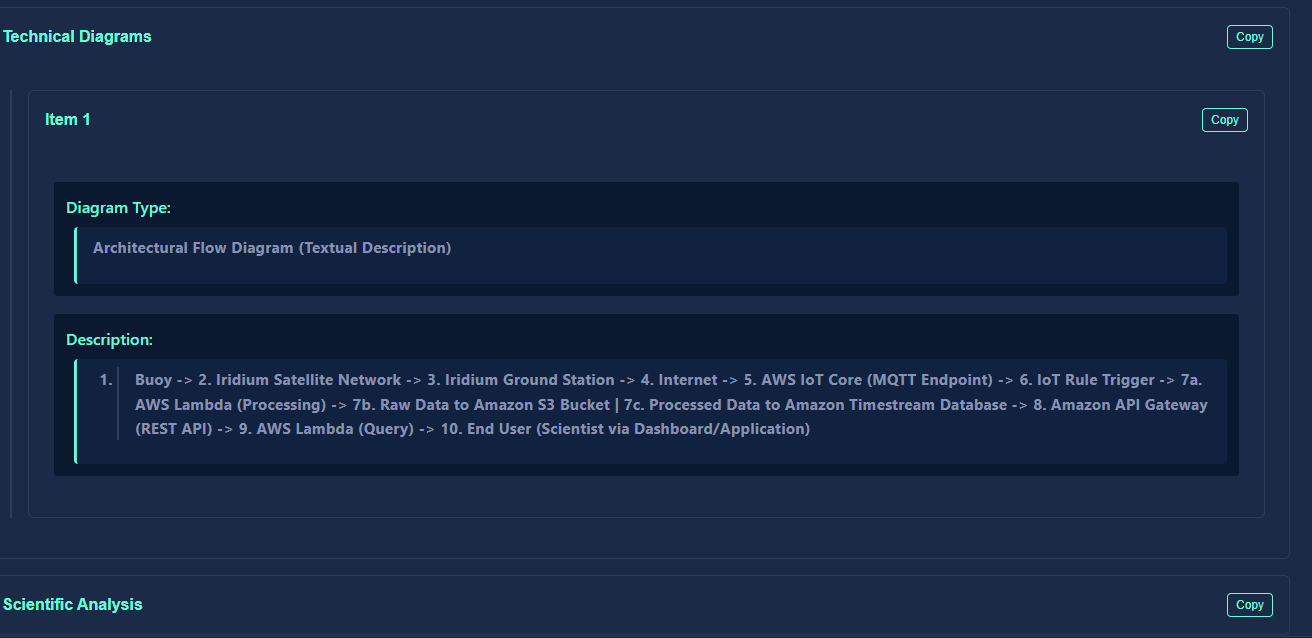 Technical Diagrams
Copy
Item 1
Copy
Diagram Type:
Architectural Flow Diagram (Textual Description)
Description:
1. Buoy -> 2. Iridium Satellite Network -> 3. Iridium Ground Station -> 4. Internet -> 5. AWS IoT Core (MQTT Endpoint) -> 6. IoT Rule Trigger -> 7a.
AWS Lambda (Processing) -> 7b. Raw Data to Amazon S3 Bucket | 7c. Processed Data to Amazon Timestream Database -> 8. Amazon API Gateway
(REST API) -> 9. AWS Lambda (Query) -> 10. End User (Scientist via Dashboard/Application)
Scientific Analysis
Copy